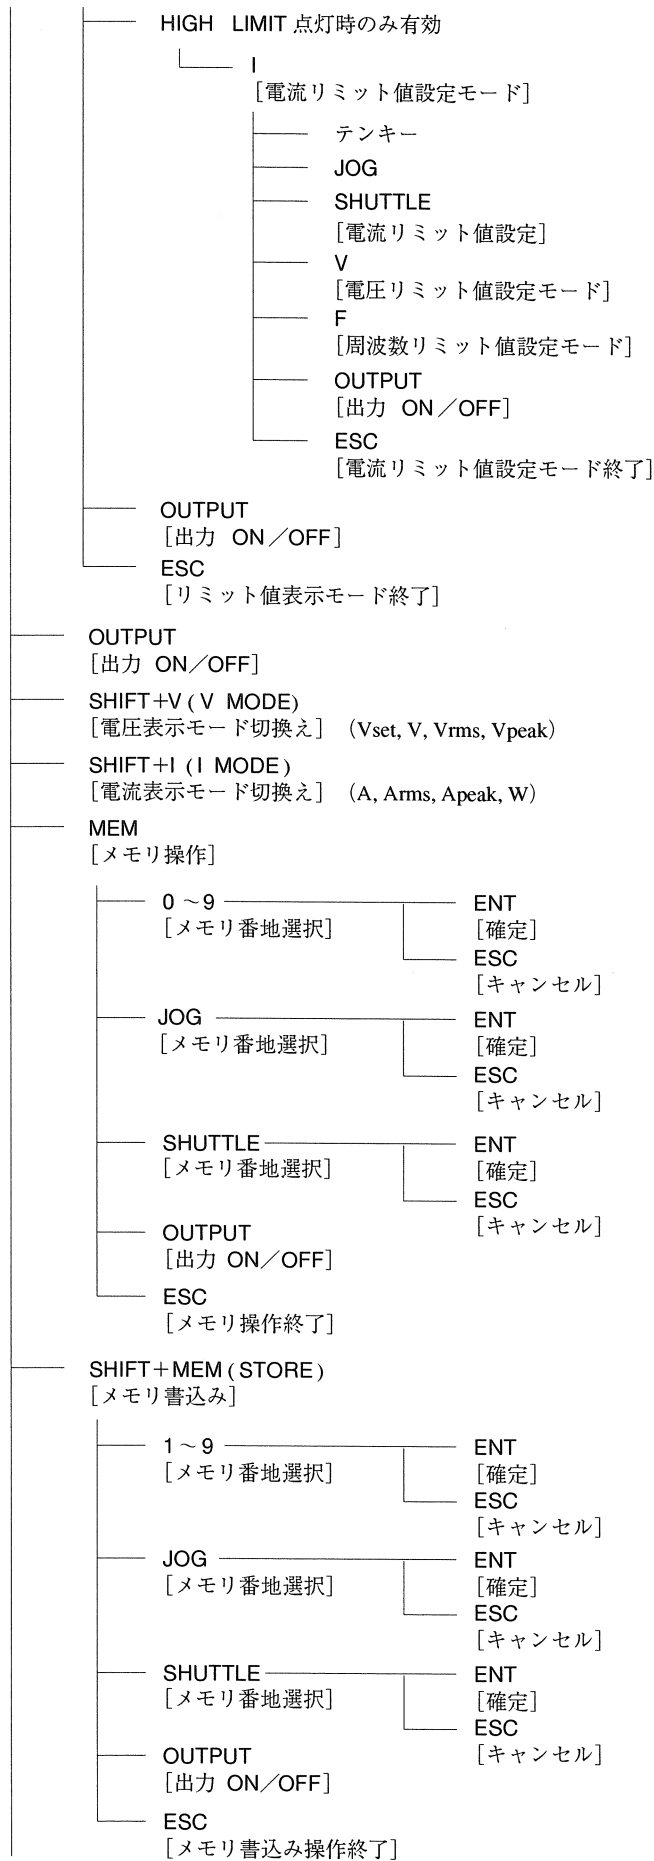 HIGH LIMIT 点灯時のみ有効
I
[電流リミット値設定モード]
テンキー
JOG
SHUTTLE
[電流リミット値設定]
V
[電圧リミット値設定モード]
F
[周波数リミット値設定モード]
OUTPUT
[出力 ON／OFF]
ESC
[電流リミット値設定モード終了]
OUTPUT
[出力 ON／OFF]
ESC
[リミット値表示モード終了]
OUTPUT
[出力 ON／OFF]
SHIFT+V (V MODE)
[電圧表示モード切換え] (Vset, V, Vrms, Vpeak)
SHIFT+I (I MODE)
[電流表示モード切換え] (A, Arms, Apeak, W)
MEM
[メモリ操作]
0～9 ENT
[メモリ番地選択] [確定]
ESC
[キャンセル]
JOG ENT
[メモリ番地選択] [確定]
ESC
[キャンセル]
SHUTTLE ENT
[メモリ番地選択] [確定]
ESC
[キャンセル]
OUTPUT
[出力 ON／OFF]
ESC
[メモリ操作終了]
SHIFT+MEM (STORE)
[メモリ書込み]
1～9 ENT
[メモリ番地選択] [確定]
ESC
[キャンセル]
JOG ENT
[メモリ番地選択] [確定]
ESC
[キャンセル]
SHUTTLE ENT
[メモリ番地選択] [確定]
ESC
[キャンセル]
OUTPUT
[出力 ON／OFF]
ESC
[メモリ書込み操作終了]